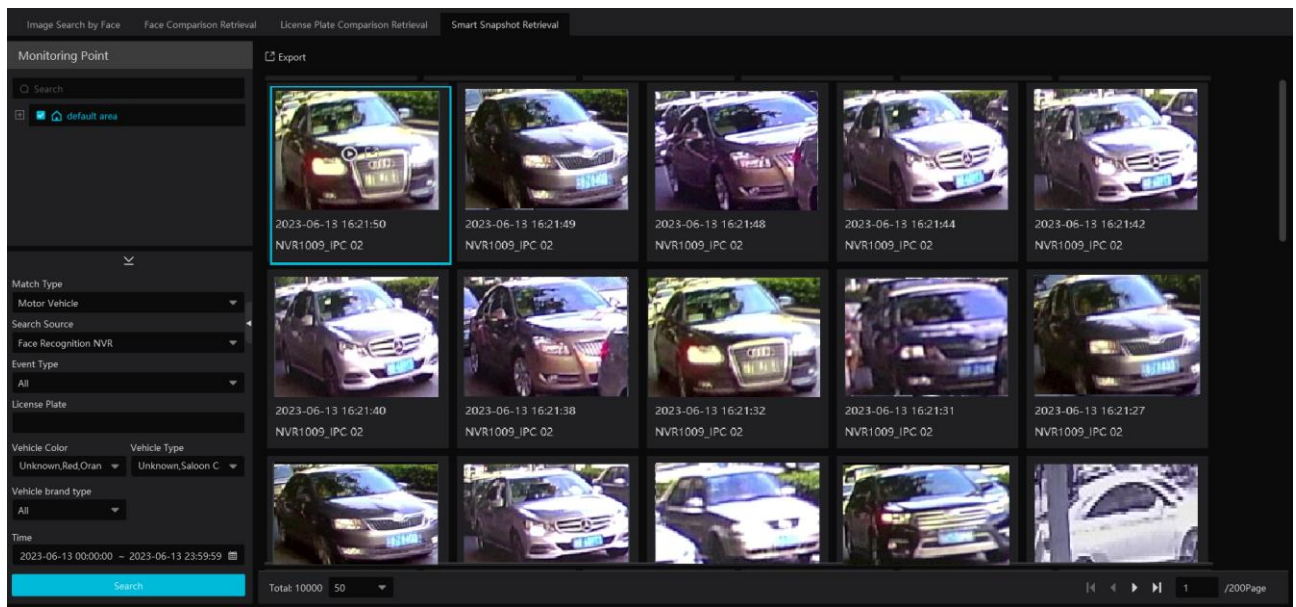 Image Search by Face
Face Comparison Retrieval
License Plate Comparison Retrieval
Smart Snapshot Retrieval
Monitoring Point
Export
Search
default area
2023-06-13 16:21:50
2023-06-13 16:21:49
2023-06-13 16:21:48
2023-06-13 16:21:44
2023-06-13 16:21:42
NVR1009_IPC 02
NVR1009_IPC 02
NVR1009_IPC 02
NVR1009_IPC 02
NVR1009_IPC 02
Match Type
Motor Vehicle
Search Source
Face Recognition NVR
Event Type
All
License Plate
2023-06-13 16:21:40
2023-06-13 16:21:38
2023-06-13 16:21:32
2023-06-13 16:21:31
2023-06-13 16:21:27
NVR1009_IPC 02
NVR1009_IPC 02
NVR1009_IPC 02
NVR1009_IPC 02
NVR1009_IPC 02
Vehicle Color
Vehicle Type
Unknown,Red,Oran
Unknown,Saloon C
Vehicle brand type
All
Time
2023-06-13 00:00:00 ~ 2023-06-13 23:59:59
Search
Total: 10000
50
1
/200Page